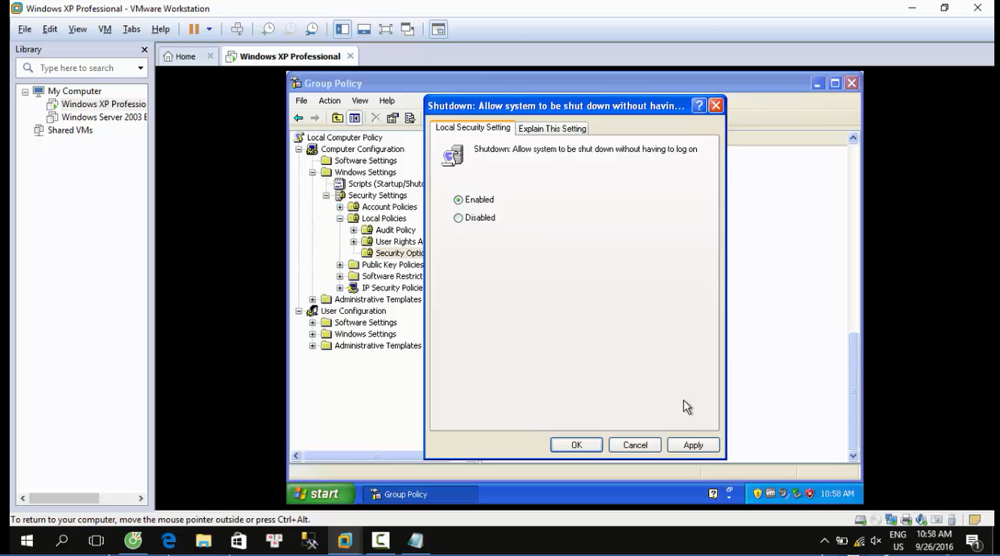 Windows XP Professional - VMware Workstation
File Edit View VM Tabs Help
Library
Type here to search
Home
Windows XP Professional
My Computer
Windows XP Professio
Windows Server 2003 E
Shared VMs
Group Policy
File Action View Help
Local Computer Policy
Computer Configuration
Software Settings
Windows Settings
Scripts (Startup/Shutd
Security Settings
Account Policies
Local Policies
Audit Policy
User Rights A
Security Optio
Public Key Policies
Software Restrict
IP Security Policie
Administrative Templates
User Configuration
Software Settings
Windows Settings
Administrative Templates
Shutdown: Allow system to be shut down without havin...
Local Security Setting
Explain This Setting
Shutdown: Allow system to be shut down without having to log on
Enabled
Disabled
OK Cancel Apply
start
Group Policy
10:58 AM
To return to your computer, move the mouse pointer outside or press Ctrl+Alt.
ENG
US
10:58 AM
9/26/2016
1